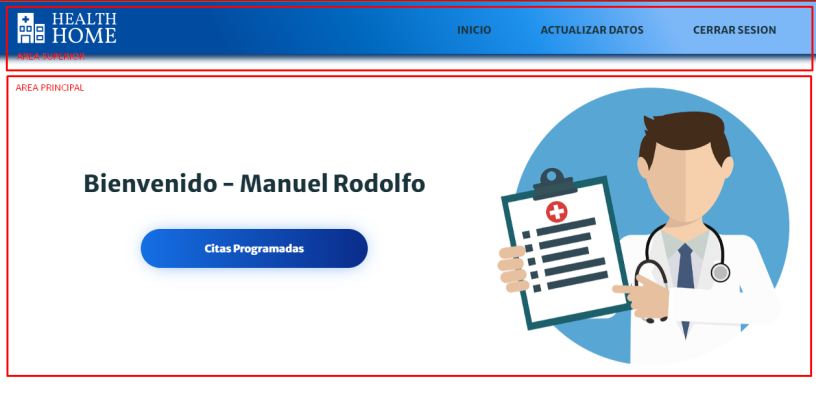 HEALTH
HOME
INICIO
ACTUALIZAR DATOS
CERRAR SESION
AREA SUPERIOR
AREA PRINCIPAL
Bienvenido - Manuel Rodolfo
Citas Programadas